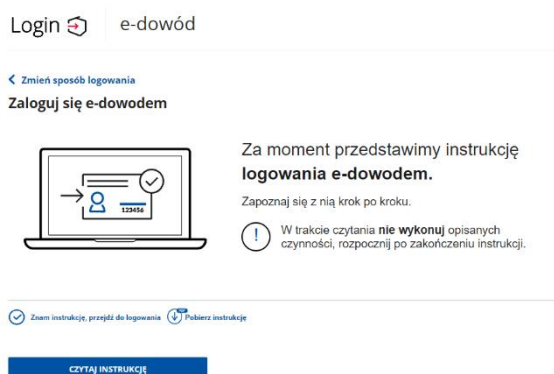 Login e-dowód
Zmień sposób logowania
Zaloguj się e-dowodem
123456
Za moment przedstawimy instrukcję
logowania e-dowodem.
Zapoznaj się z nią krok po kroku.
! W trakcie czytania nie wykonuj opisanych
czynności, rozpocznij po zakończeniu instrukcji.
Znam instrukcję, przejdź do logowania Pobierz instrukcję
CZYTAJ INSTRUKCJĘ